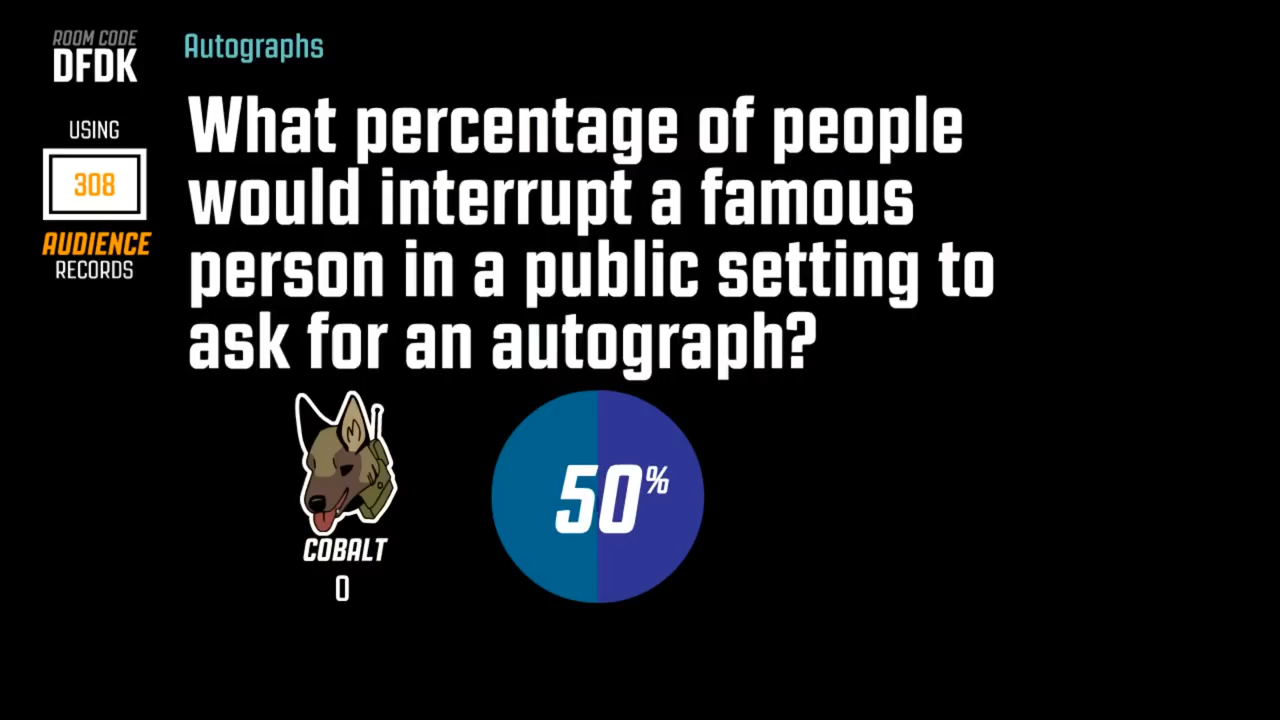 ROOM CODE
DFDK
Autographs
USING
308
AUDIENCE
RECORDS
What percentage of people
would interrupt a famous
person in a public setting to
ask for an autograph?
50%
COBALT
0